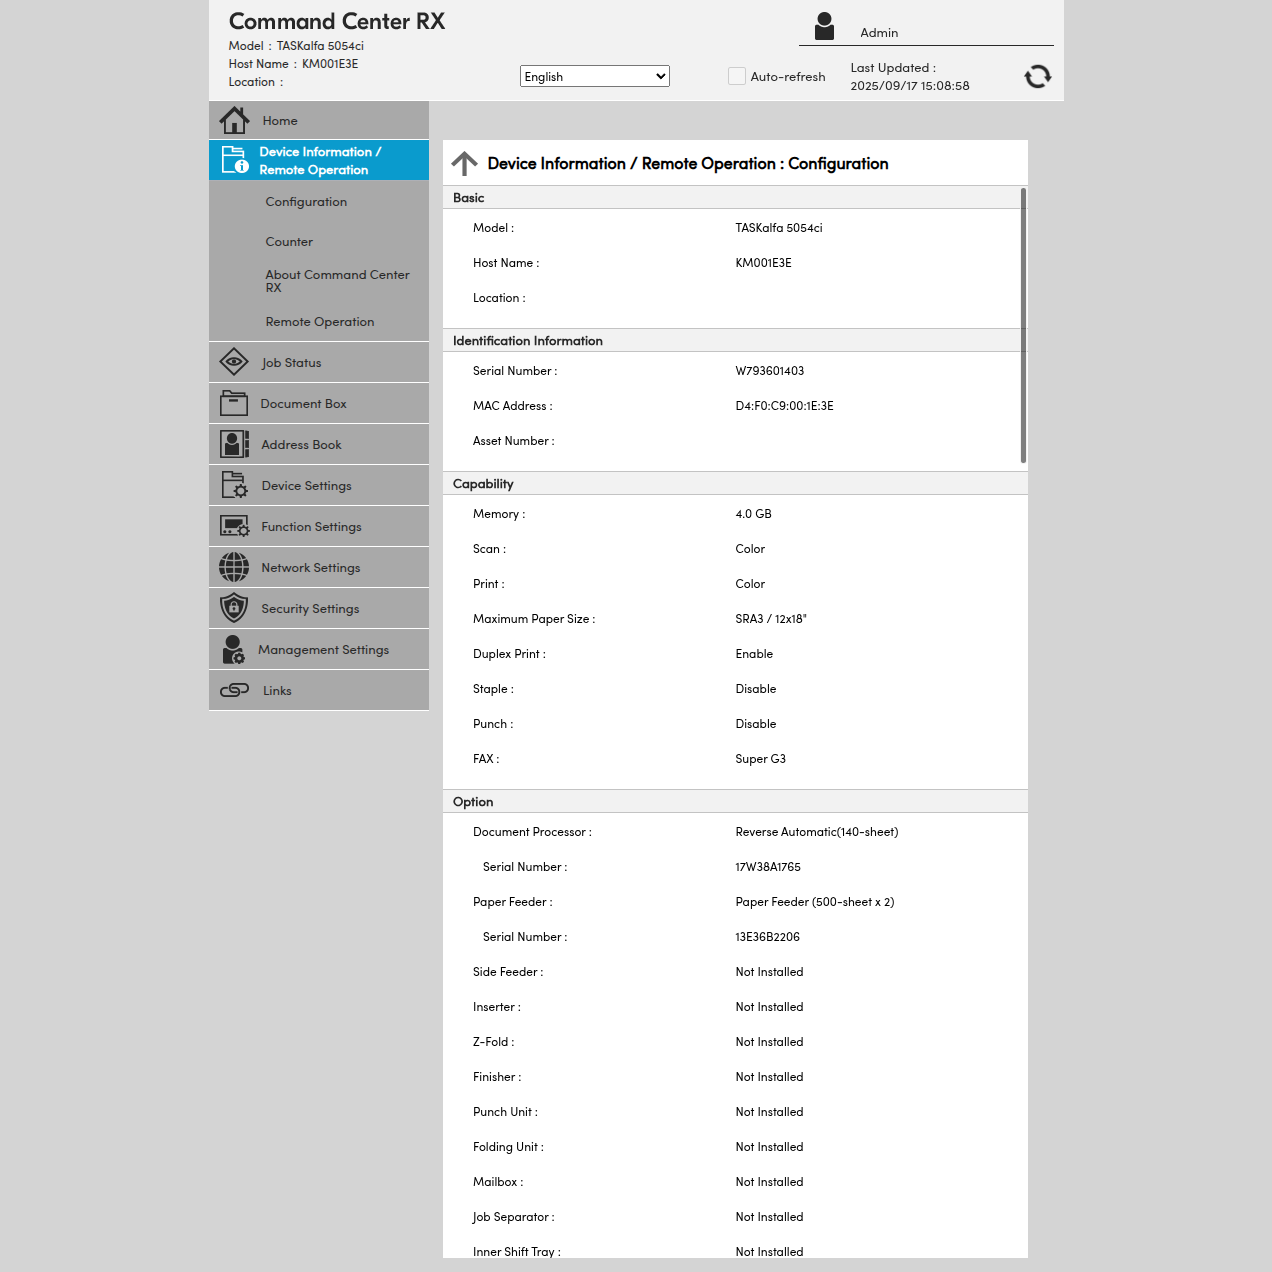 Command Center RX
Model : TASKalfa 5054ci
Host Name : KM001E3E
Location :
English
Auto-refresh
Admin
Last Updated :
2025/09/17 15:08:58
Home
Device Information /
Remote Operation
Configuration
Counter
About Command Center
RX
Remote Operation
Job Status
Document Box
Address Book
Device Settings
Function Settings
Network Settings
Security Settings
Management Settings
Links
Device Information / Remote Operation : Configuration
Basic
Model : TASKalfa 5054ci
Host Name : KM001E3E
Location :
Identification Information
Serial Number : W793601403
MAC Address : D4:F0:C9:00:1E:3E
Asset Number :
Capability
Memory : 4.0 GB
Scan : Color
Print : Color
Maximum Paper Size : SRA3 / 12x18"
Duplex Print : Enable
Staple : Disable
Punch : Disable
FAX : Super G3
Option
Document Processor : Reverse Automatic(140-sheet)
Serial Number : 17W38A1765
Paper Feeder : Paper Feeder (500-sheet x 2)
Serial Number : 13E36B2206
Side Feeder : Not Installed
Inserter : Not Installed
Z-Fold : Not Installed
Finisher : Not Installed
Punch Unit : Not Installed
Folding Unit : Not Installed
Mailbox : Not Installed
Job Separator : Not Installed
Inner Shift Tray : Not Installed